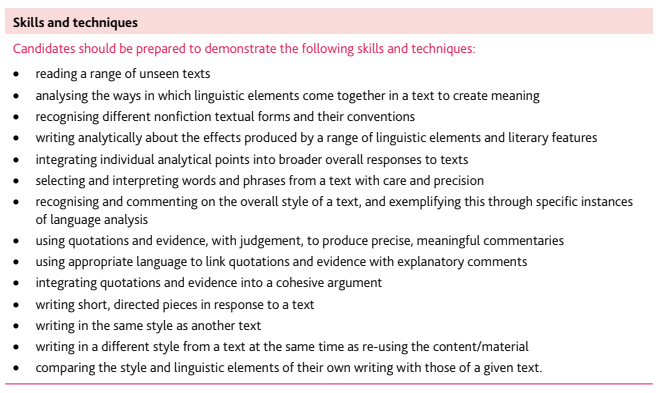 Skills and techniques
Candidates should be prepared to demonstrate the following skills and techniques:
• reading a range of unseen texts
• analysing the ways in which linguistic elements come together in a text to create meaning
• recognising different nonfiction textual forms and their conventions
• writing analytically about the effects produced by a range of linguistic elements and literary features
• integrating individual analytical points into broader overall responses to texts
• selecting and interpreting words and phrases from a text with care and precision
• recognising and commenting on the overall style of a text, and exemplifying this through specific instances
of language analysis
• using quotations and evidence, with judgement, to produce precise, meaningful commentaries
• using appropriate language to link quotations and evidence with explanatory comments
• integrating quotations and evidence into a cohesive argument
• writing short, directed pieces in response to a text
• writing in the same style as another text
• writing in a different style from a text at the same time as re-using the content/material
• comparing the style and linguistic elements of their own writing with those of a given text.